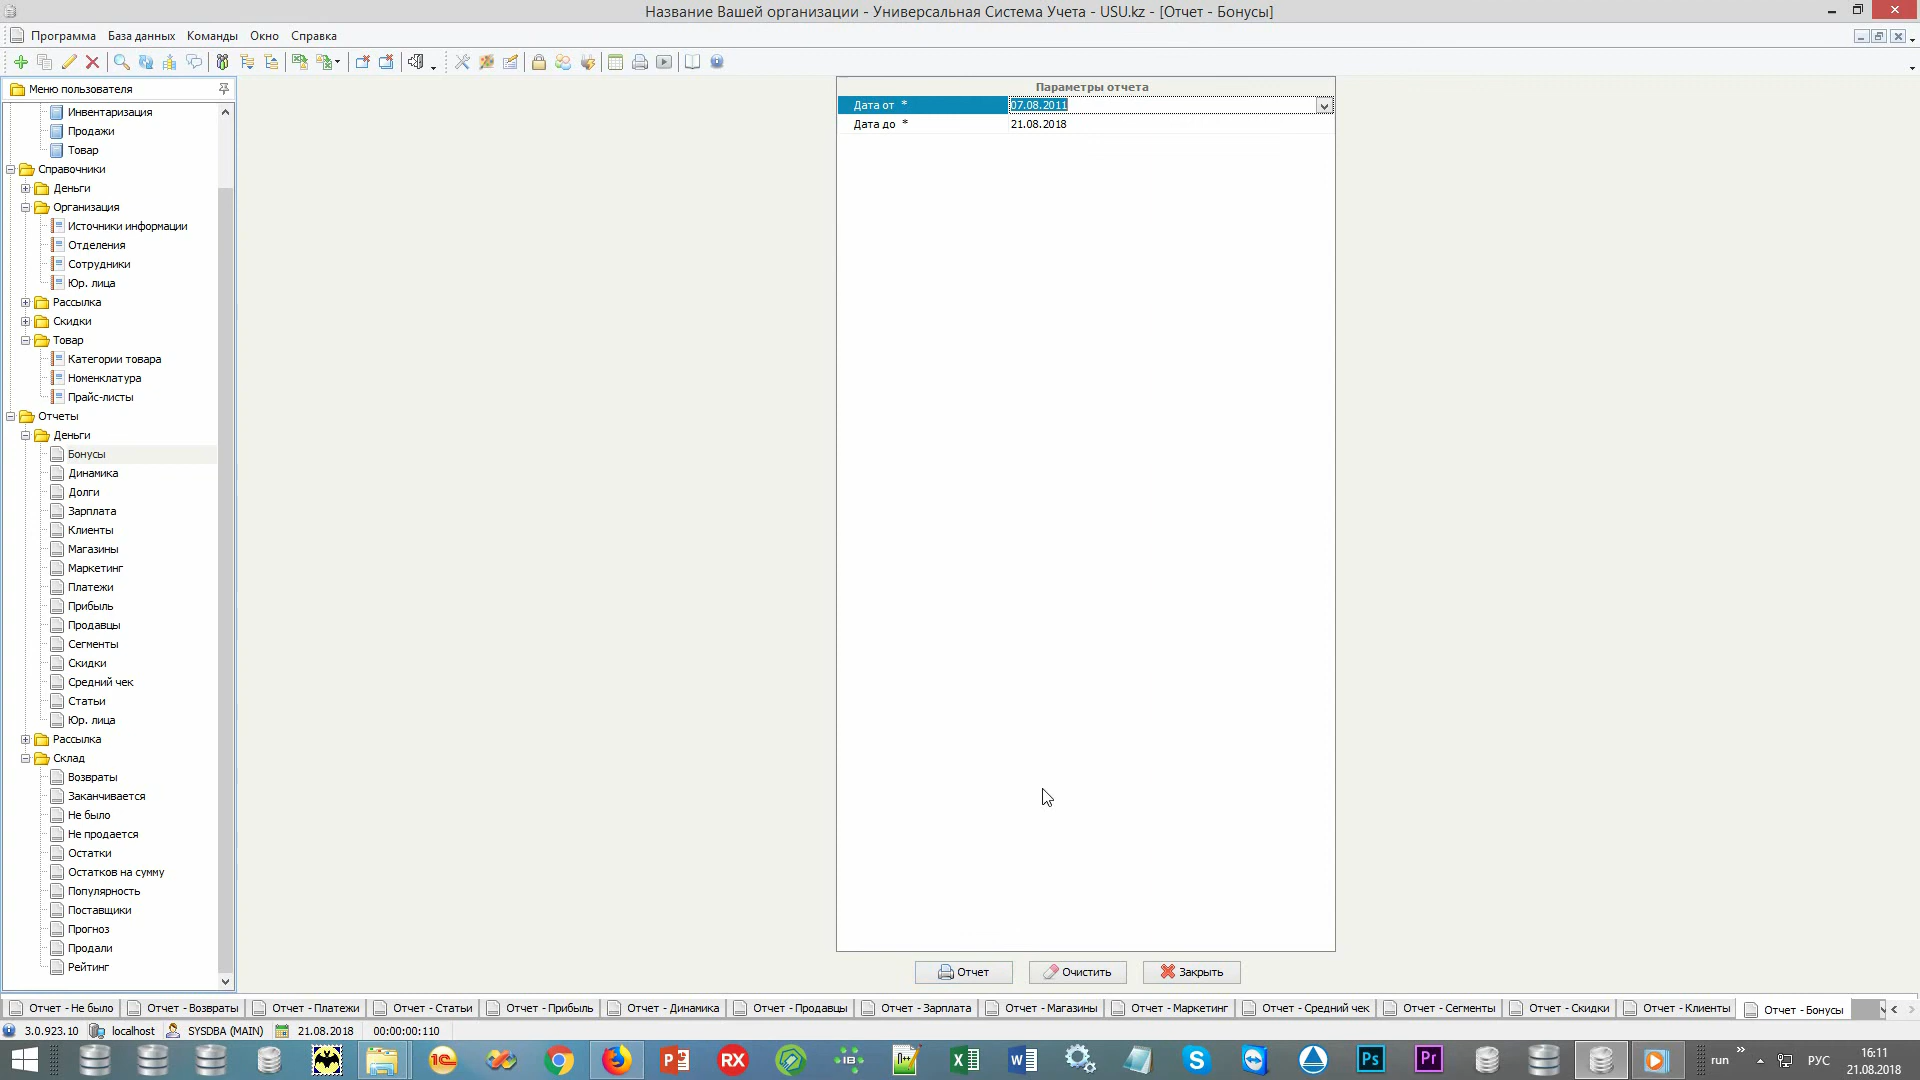 Название Вашей организации - Универсальная Система Учета - USU.kz - [Отчет - Бонусы]
Программа База данных Команды Окно Справка
Меню пользователя
Инвентаризация
Продажи
Товар
Справочники
Деньги
Организация
Источники информации
Отделения
Сотрудники
Юр. лица
Рассылка
Скидки
Товар
Категории товара
Номенклатура
Прайс-листы
Отчеты
Деньги
Бонусы
Динамика
Долги
Зарплата
Клиенты
Магазины
Маркетинг
Платежи
Прибыль
Продавцы
Сегменты
Скидки
Средний чек
Статьи
Юр. лица
Рассылка
Склад
Возвраты
Заканчивается
Не было
Не продается
Остатки
Остатков на сумму
Популярность
Поставщики
Прогноз
Продали
Рейтинг
Параметры отчета
Дата от * 07.08.2011
Дата до * 21.08.2018
Отчет Очистить Закрыть
Отчет - Не было Отчет - Возвраты Отчет - Платежи Отчет - Статьи Отчет - Прибыль Отчет - Динамика Отчет - Продавцы Отчет - Зарплата Отчет - Магазины Отчет - Маркетинг Отчет - Средний чек Отчет - Сегменты Отчет - Скидки Отчет - Клиенты Отчет - Бонусы
3.0.923.10 localhost SYSDBA (MAIN) 21.08.2018 00:00:00:110
run РУС 16:11
21.08.2018